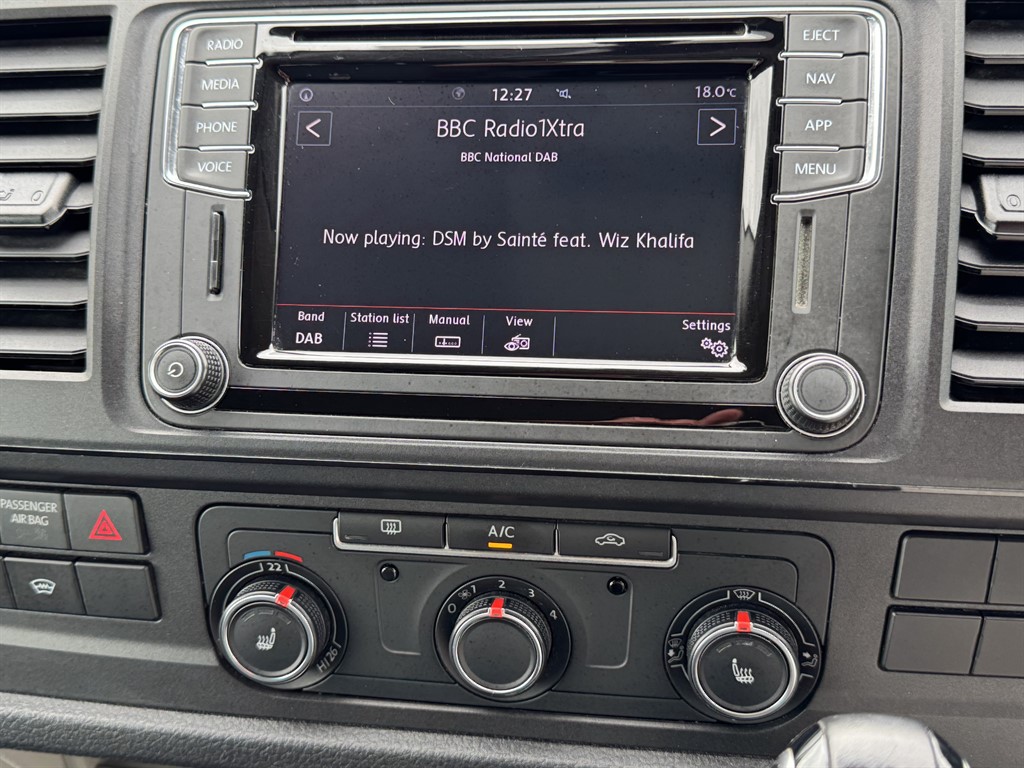 RADIO
MEDIA
PHONE
VOICE
EJECT
NAV
APP
MENU
12:27
18.0°C
<
BBC Radio1Xtra
>
BBC National DAB
Now playing: DSM by Sainté feat. Wiz Khalifa
Band
DAB
Station list
Manual
View
Settings
0
0
PASSENGER
AIR BAG
A/C
22
HI 26
0
2
3
4